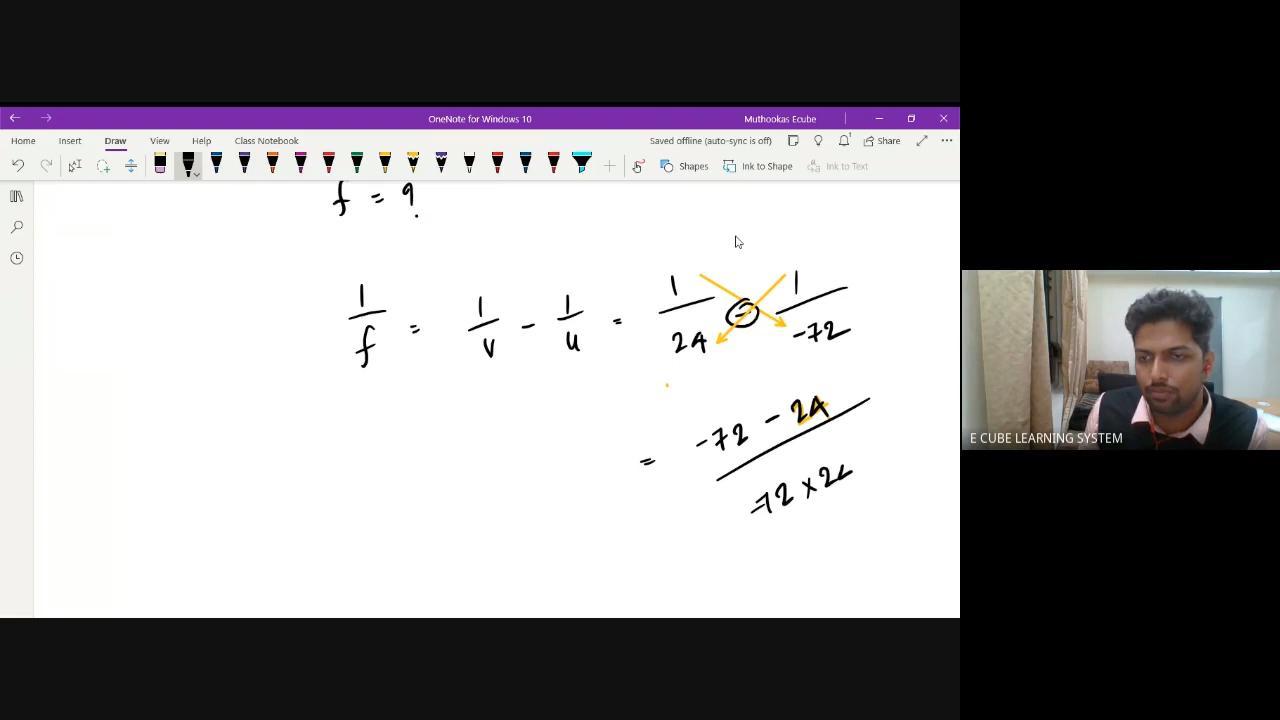 OneNote for Windows 10
Muthookas Ecube
Home Insert Draw View Help Class Notebook
Saved offline (auto-sync is off)
Share
Shapes
Ink to Shape
Ink to Text
f = ?
1/f = 1/v - 1/u = 1/24 - 1/-72
= -72 - 24 / -72 × 24
E CUBE LEARNING SYSTEM